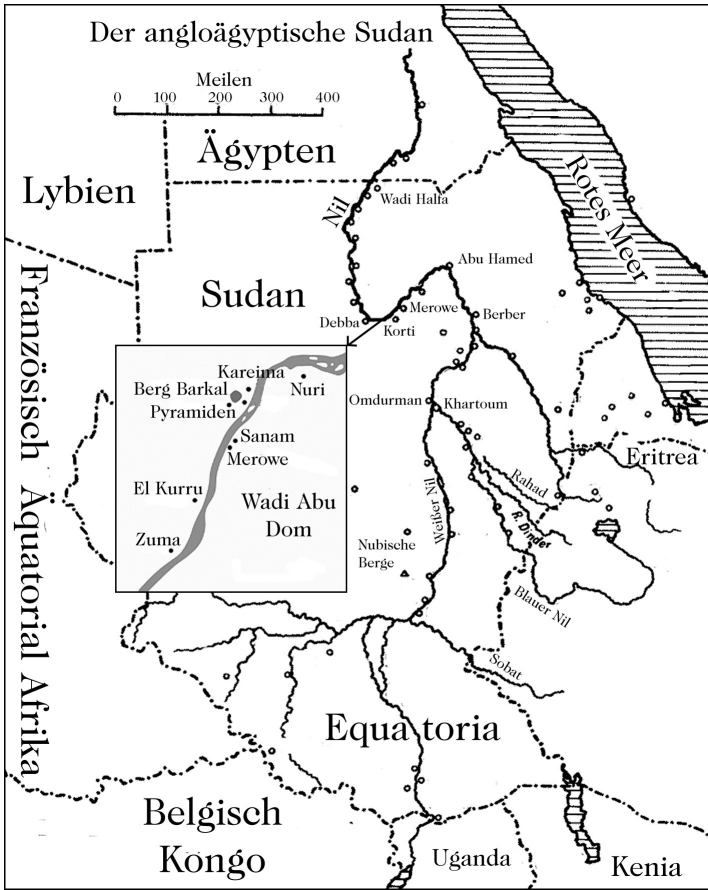 Der angloägyptische Sudan
Meilen
0 100 200 300 400
Ägypten
Lybien
Rotes Meer
Nil
Wadi Halfa
Sudan
Abu Hamed
Merowe
Berber
Debba
Korti
Kareima
Berg Barkal
Nuri
Pyramiden
Sanam
Merowe
El Kurru
Wadi Abu
Dom
Zuma
Omdurman
Khartoum
Französisch Äquatorial Afrika
Eritrea
Rahad
R. Dinder
Weißer Nil
Nubische
Berge
Blauer Nil
Sobat
Equatoria
Belgisch
Kongo
Uganda
Kenia